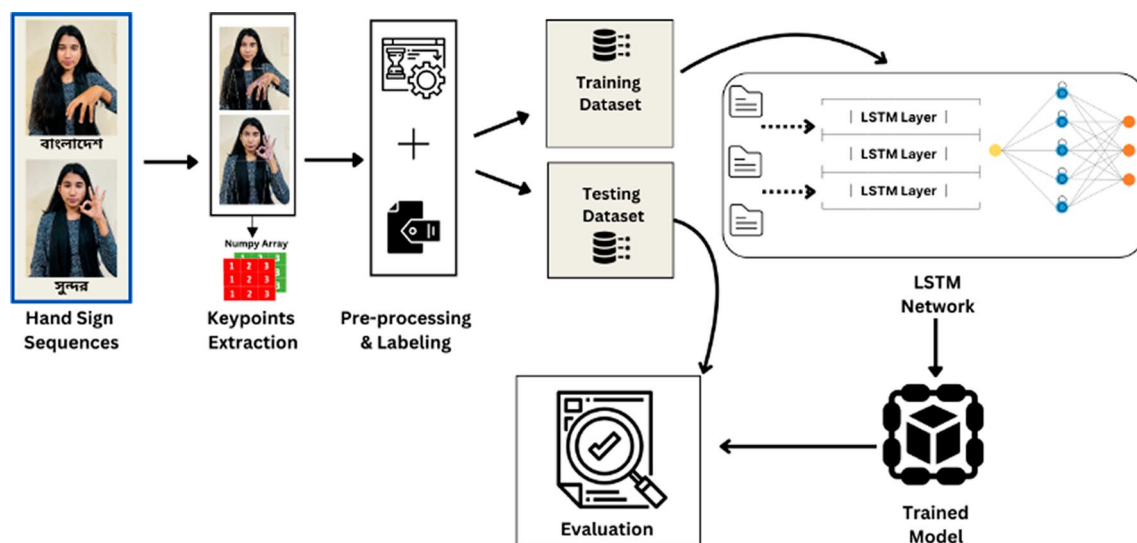 বাংলাদেশ
সুন্দর
Hand Sign
Sequences
Numpy Array
1 2 3
1 2 3
1 2 3
Keypoints
Extraction
Pre-processing
& Labeling
Training
Dataset
Testing
Dataset
| LSTM Layer |
| LSTM Layer |
| LSTM Layer |
LSTM
Network
Trained
Model
Evaluation